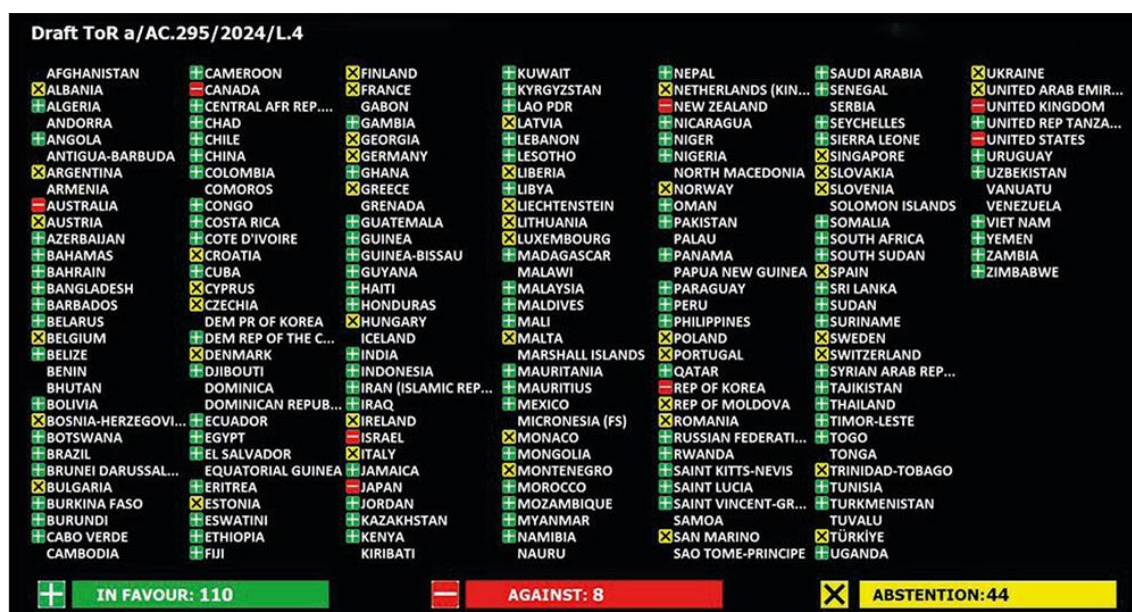 Draft ToR a/AC.295/2024/L.4
AFGHANISTAN
ALBANIA
ALGERIA
ANDORRA
ANGOLA
ANTIGUA-BARBUDA
ARGENTINA
ARMENIA
AUSTRALIA
AUSTRIA
AZERBAIJAN
BAHAMAS
BAHRAIN
BANGLADESH
BARBADOS
BELARUS
BELGIUM
BELIZE
BENIN
BHUTAN
BOLIVIA
BOSNIA-HERZEGOVI...
BOTSWANA
BRAZIL
BRUNEI DARUSSAL...
BULGARIA
BURKINA FASO
BURUNDI
CABO VERDE
CAMBODIA
CAMEROON
CANADA
CENTRAL AFR REP....
CHAD
CHILE
CHINA
COLOMBIA
COMOROS
CONGO
COSTA RICA
COTE D'IVOIRE
CROATIA
CUBA
CYPRUS
CZECHIA
DEM PR OF KOREA
DEM REP OF THE C...
DENMARK
DJIBOUTI
DOMINICA
DOMINICAN REPUB...
ECUADOR
EGYPT
EL SALVADOR
EQUATORIAL GUINEA
ERITREA
ESTONIA
ESWATINI
ETHIOPIA
FIJI
FINLAND
FRANCE
GABON
GAMBIA
GEORGIA
GERMANY
GHANA
GREECE
GRENADA
GUATEMALA
GUINEA
GUINEA-BISSAU
GUYANA
HAITI
HONDURAS
HUNGARY
ICELAND
INDIA
INDONESIA
IRAN (ISLAMIC REP...
IRAQ
IRELAND
ISRAEL
ITALY
JAMAICA
JAPAN
JORDAN
KAZAKHSTAN
KENYA
KIRIBATI
KUWAIT
KYRGYZSTAN
LAO PDR
LATVIA
LEBANON
LESOTHO
LIBERIA
LIBYA
LIECHTENSTEIN
LITHUANIA
LUXEMBOURG
MADAGASCAR
MALAWI
MALAYSIA
MALDIVES
MALI
MALTA
MARSHALL ISLANDS
MAURITANIA
MAURITIUS
MEXICO
MICRONESIA (FS)
MONACO
MONGOLIA
MONTENEGRO
MOROCCO
MOZAMBIQUE
MYANMAR
NAMIBIA
NAURU
NEPAL
NETHERLANDS (KIN...
NEW ZEALAND
NICARAGUA
NIGER
NIGERIA
NORTH MACEDONIA
NORWAY
OMAN
PAKISTAN
PALAU
PANAMA
PAPUA NEW GUINEA
PARAGUAY
PERU
PHILIPPINES
POLAND
PORTUGAL
QATAR
REP OF KOREA
REP OF MOLDOVA
ROMANIA
RUSSIAN FEDERATI...
RWANDA
SAINT KITTS-NEVIS
SAINT LUCIA
SAINT VINCENT-GR...
SAMOA
SAN MARINO
SAO TOME-PRINCIPE
SAUDI ARABIA
SENEGAL
SERBIA
SEYCHELLES
SIERRA LEONE
SINGAPORE
SLOVAKIA
SLOVENIA
SOLOMON ISLANDS
SOMALIA
SOUTH AFRICA
SOUTH SUDAN
SPAIN
SRI LANKA
SUDAN
SURINAME
SWEDEN
SWITZERLAND
SYRIAN ARAB REP...
TAJIKISTAN
THAILAND
TIMOR-LESTE
TOGO
TONGA
TRINIDAD-TOBAGO
TUNISIA
TURKMENISTAN
TUVALU
TÜRKİYE
UGANDA
UKRAINE
UNITED ARAB EMIR...
UNITED KINGDOM
UNITED REP TANZA...
UNITED STATES
URUGUAY
UZBEKISTAN
VANUATU
VENEZUELA
VIET NAM
YEMEN
ZAMBIA
ZIMBABWE
IN FAVOUR: 110
AGAINST: 8
ABSTENTION:44